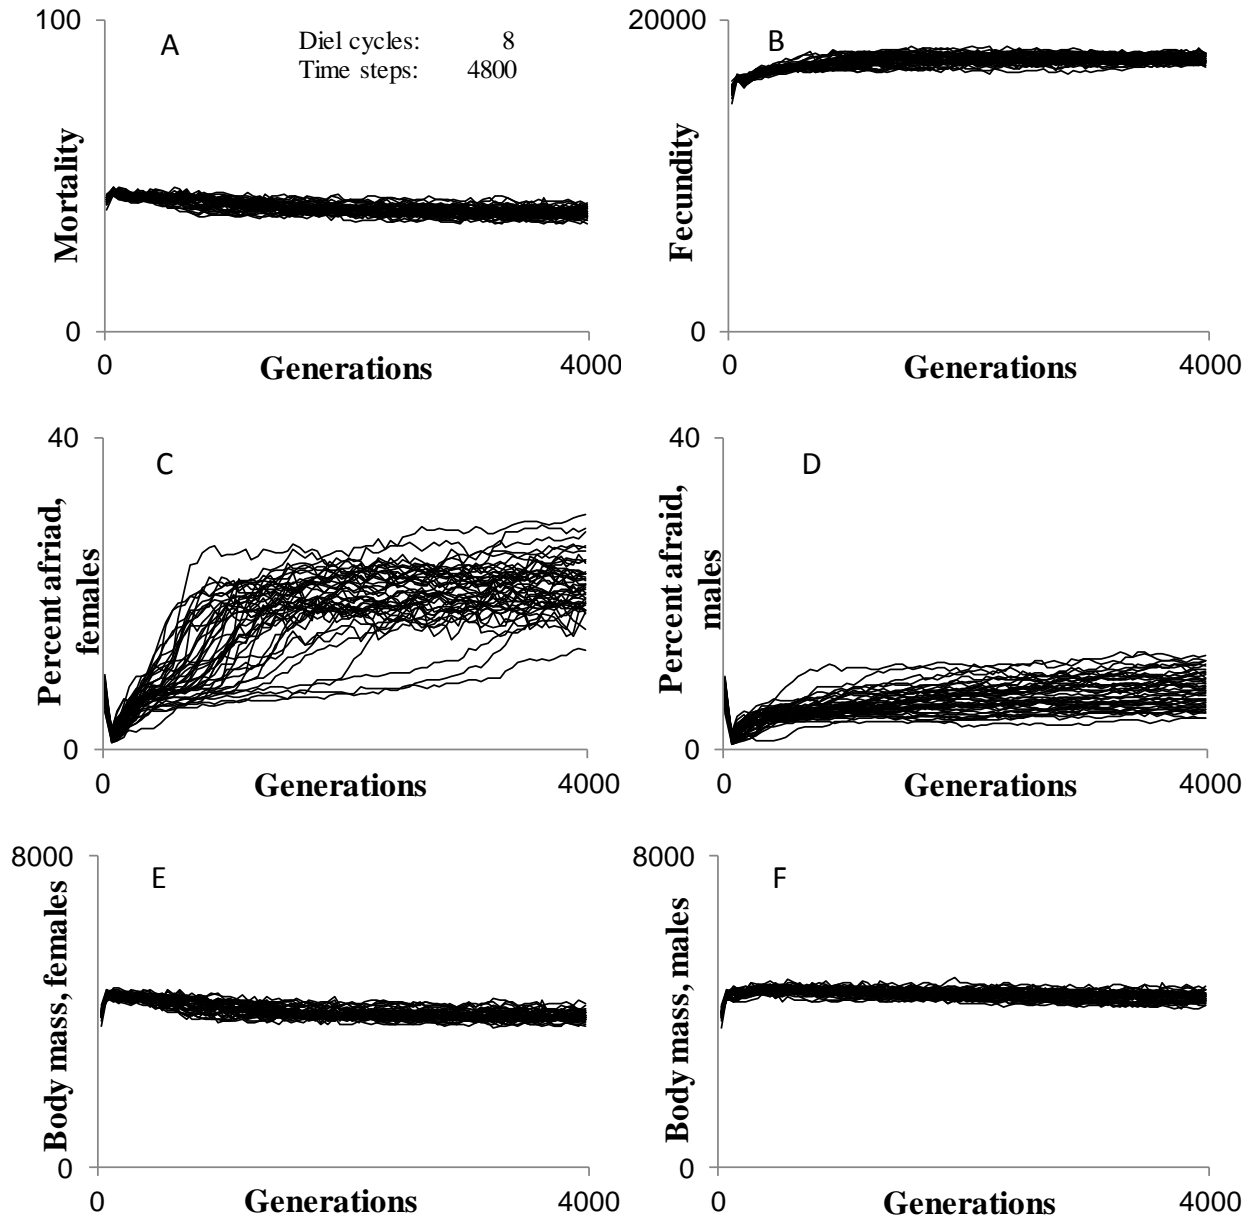 100
A
Diel cycles: 8
Time steps: 4800
Mortality
0
0
Generations
4000
20000
B
Fecundity
0
0
Generations
4000
40
C
Percent afriad,
females
0
0
Generations
4000
40
D
Percent afraid,
males
0
0
Generations
4000
8000
E
Body mass, females
0
0
Generations
4000
8000
F
Body mass, males
0
0
Generations
4000